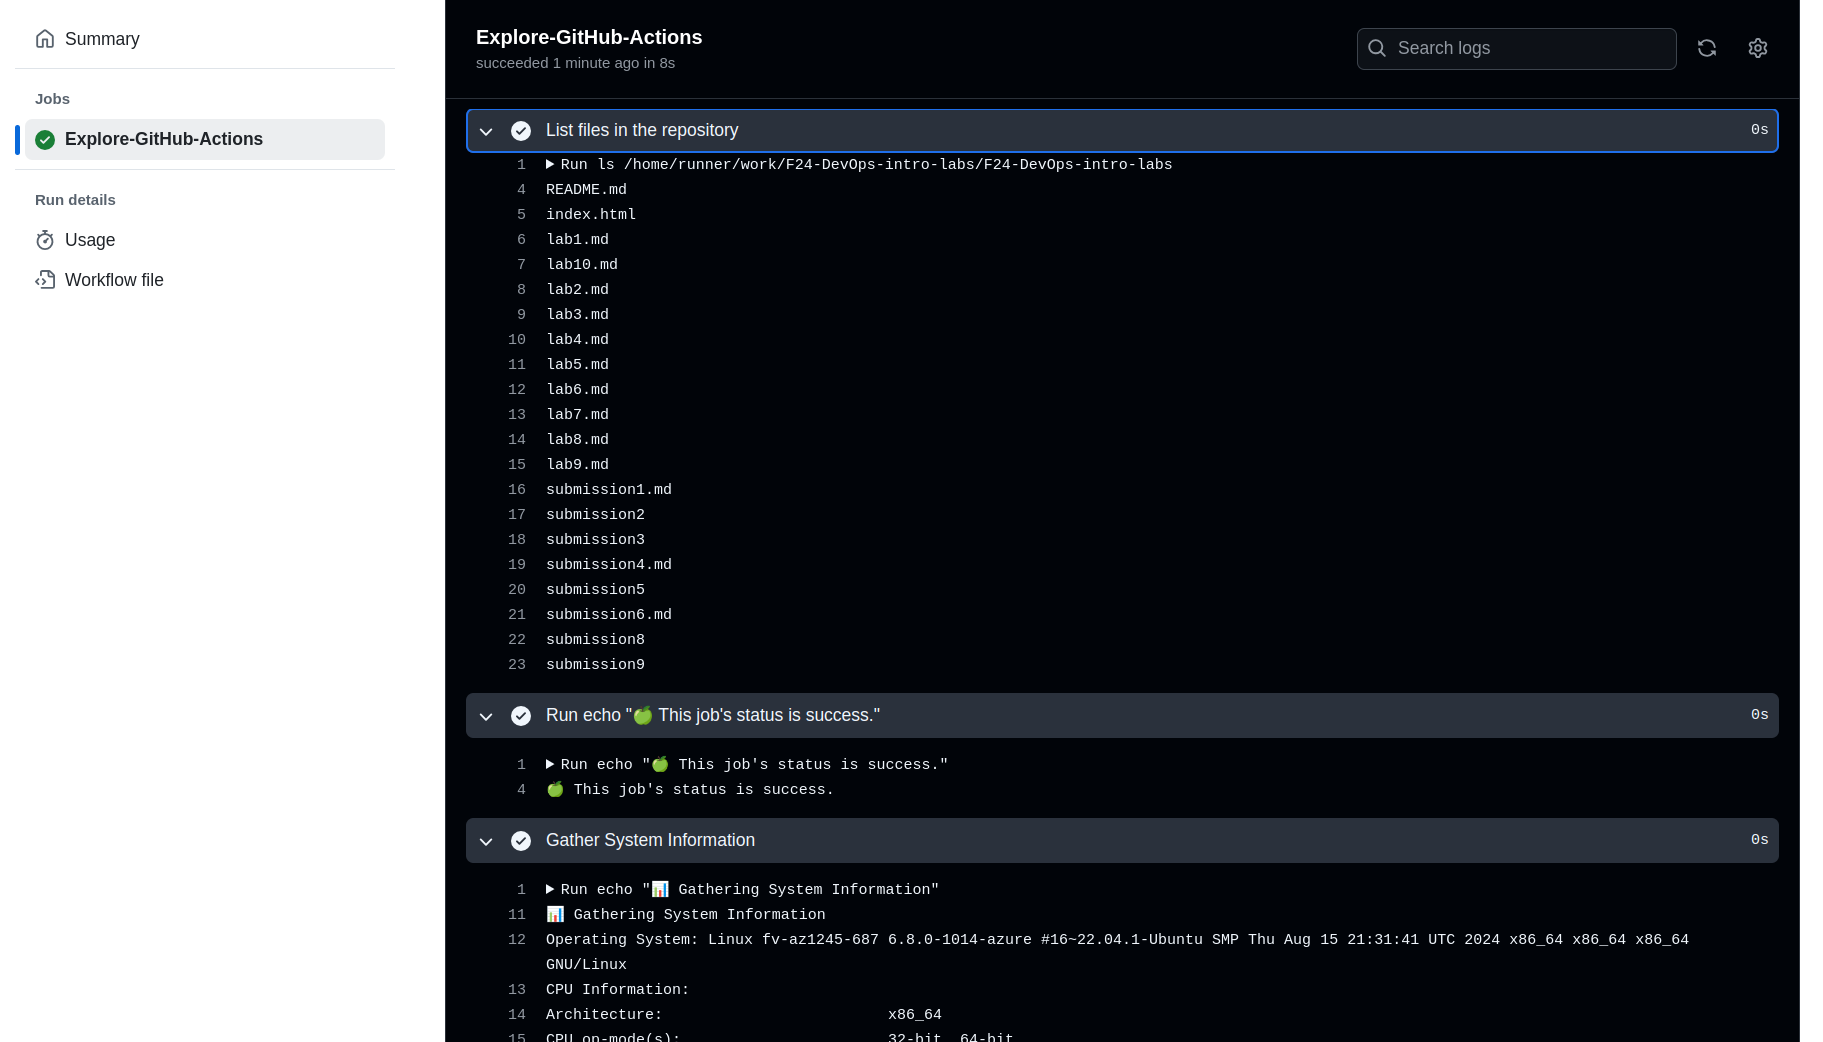 Summary
Jobs
Explore-GitHub-Actions
Run details
Usage
Workflow file
Explore-GitHub-Actions
succeeded 1 minute ago in 8s
Search logs
List files in the repository 0s
1 Run ls /home/runner/work/F24-DevOps-intro-labs/F24-DevOps-intro-labs
4 README.md
5 index.html
6 lab1.md
7 lab10.md
8 lab2.md
9 lab3.md
10 lab4.md
11 lab5.md
12 lab6.md
13 lab7.md
14 lab8.md
15 lab9.md
16 submission1.md
17 submission2
18 submission3
19 submission4.md
20 submission5
21 submission6.md
22 submission8
23 submission9
Run echo "🍏 This job's status is success." 0s
1 Run echo "🍏 This job's status is success."
4 🍏 This job's status is success.
Gather System Information 0s
1 Run echo "📊 Gathering System Information"
11 📊 Gathering System Information
12 Operating System: Linux fv-az1245-687 6.8.0-1014-azure #16~22.04.1-Ubuntu SMP Thu Aug 15 21:31:41 UTC 2024 x86_64 x86_64 x86_64
GNU/Linux
13 CPU Information:
14 Architecture: x86_64
15 CPU op-mode(s): 32-bit, 64-bit